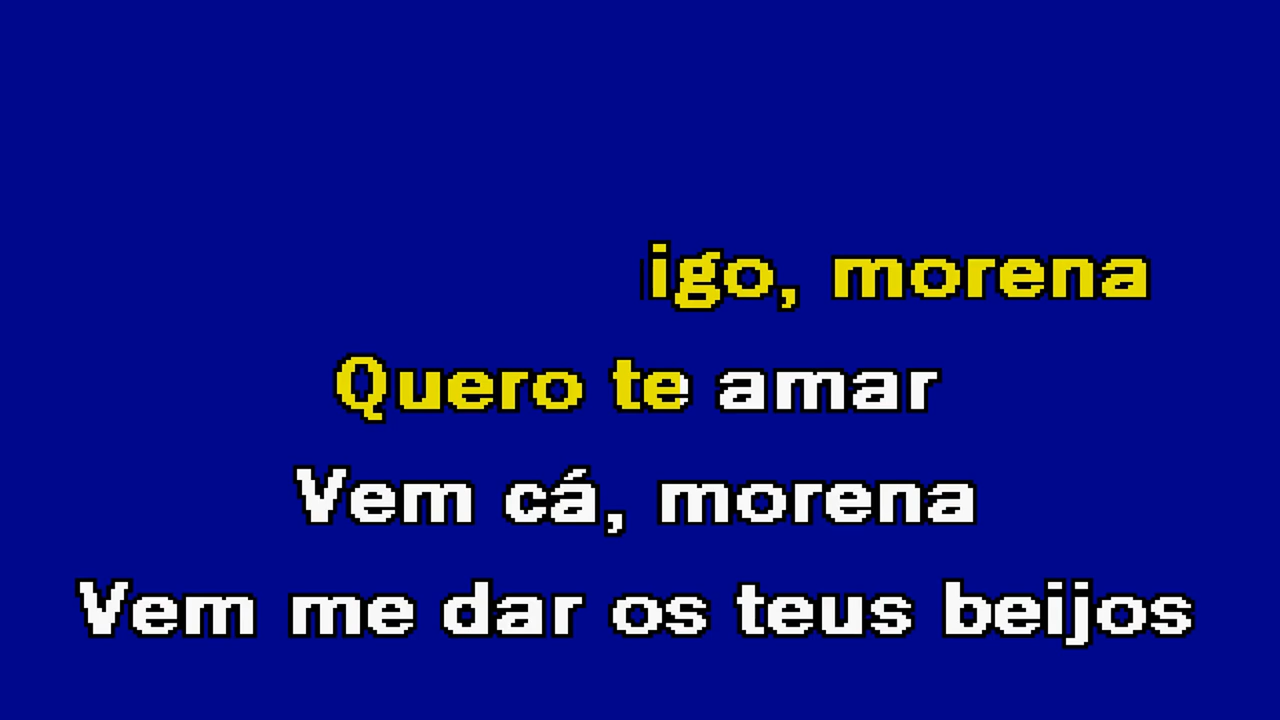 igo, morena
Quero te amar
Vem cá, morena
Vem me dar os teus beijos